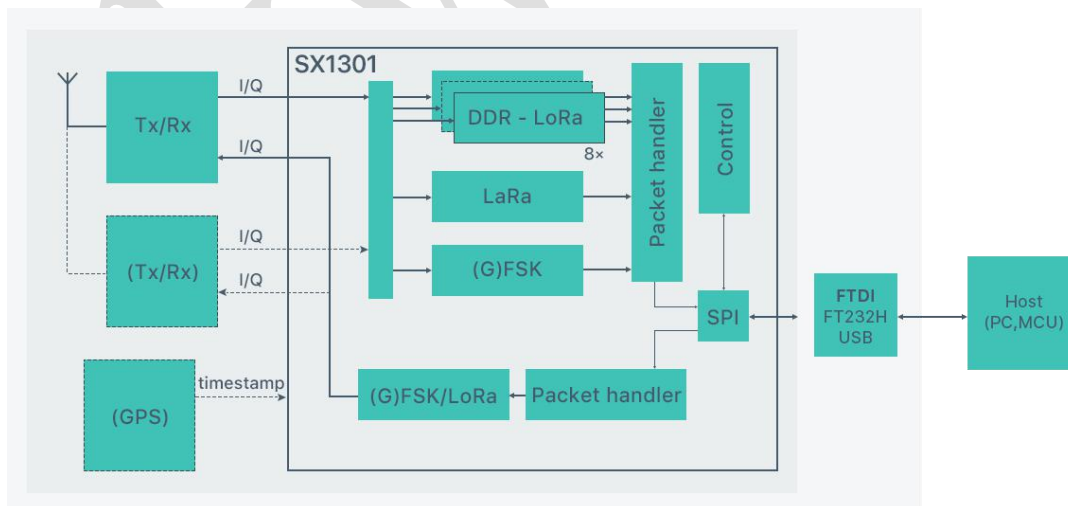 SX1301
I/Q
Tx/Rx
I/Q
DDR - LoRa
8×
LaRa
(G)FSK
Packet handler
Control
I/Q
(Tx/Rx)
I/Q
SPI
FTDI
FT232H
USB
Host
(PC,MCU)
timestamp
(GPS)
(G)FSK/LoRa
Packet handler